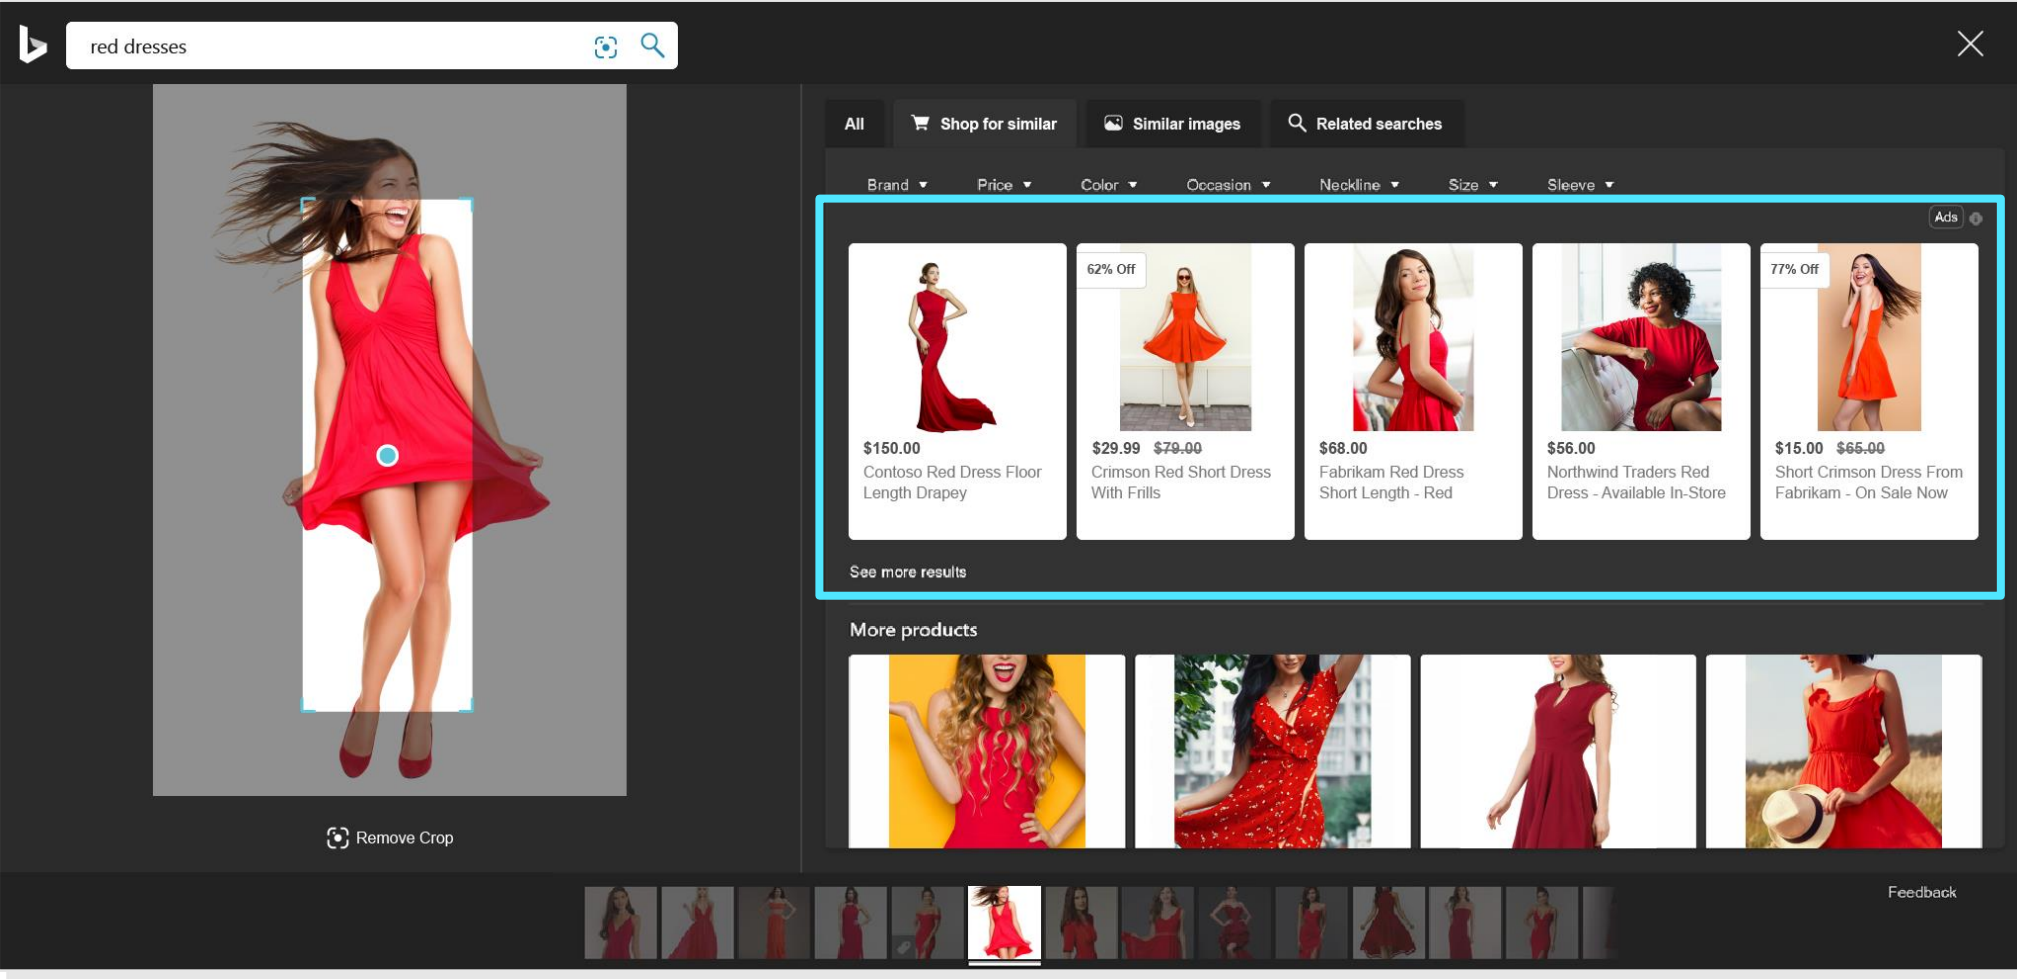 red dresses
All
Shop for similar
Similar images
Related searches
Brand
Price
Color
Occasion
Neckline
Size
Sleeve
Ads
62% Off
77% Off
$150.00
Contoso Red Dress Floor
Length Drapey
$29.99 $79.00
Crimson Red Short Dress
With Frills
$68.00
Fabrikam Red Dress
Short Length - Red
$56.00
Northwind Traders Red
Dress - Available In-Store
$15.00 $65.00
Short Crimson Dress From
Fabrikam - On Sale Now
See more results
More products
Remove Crop
Feedback